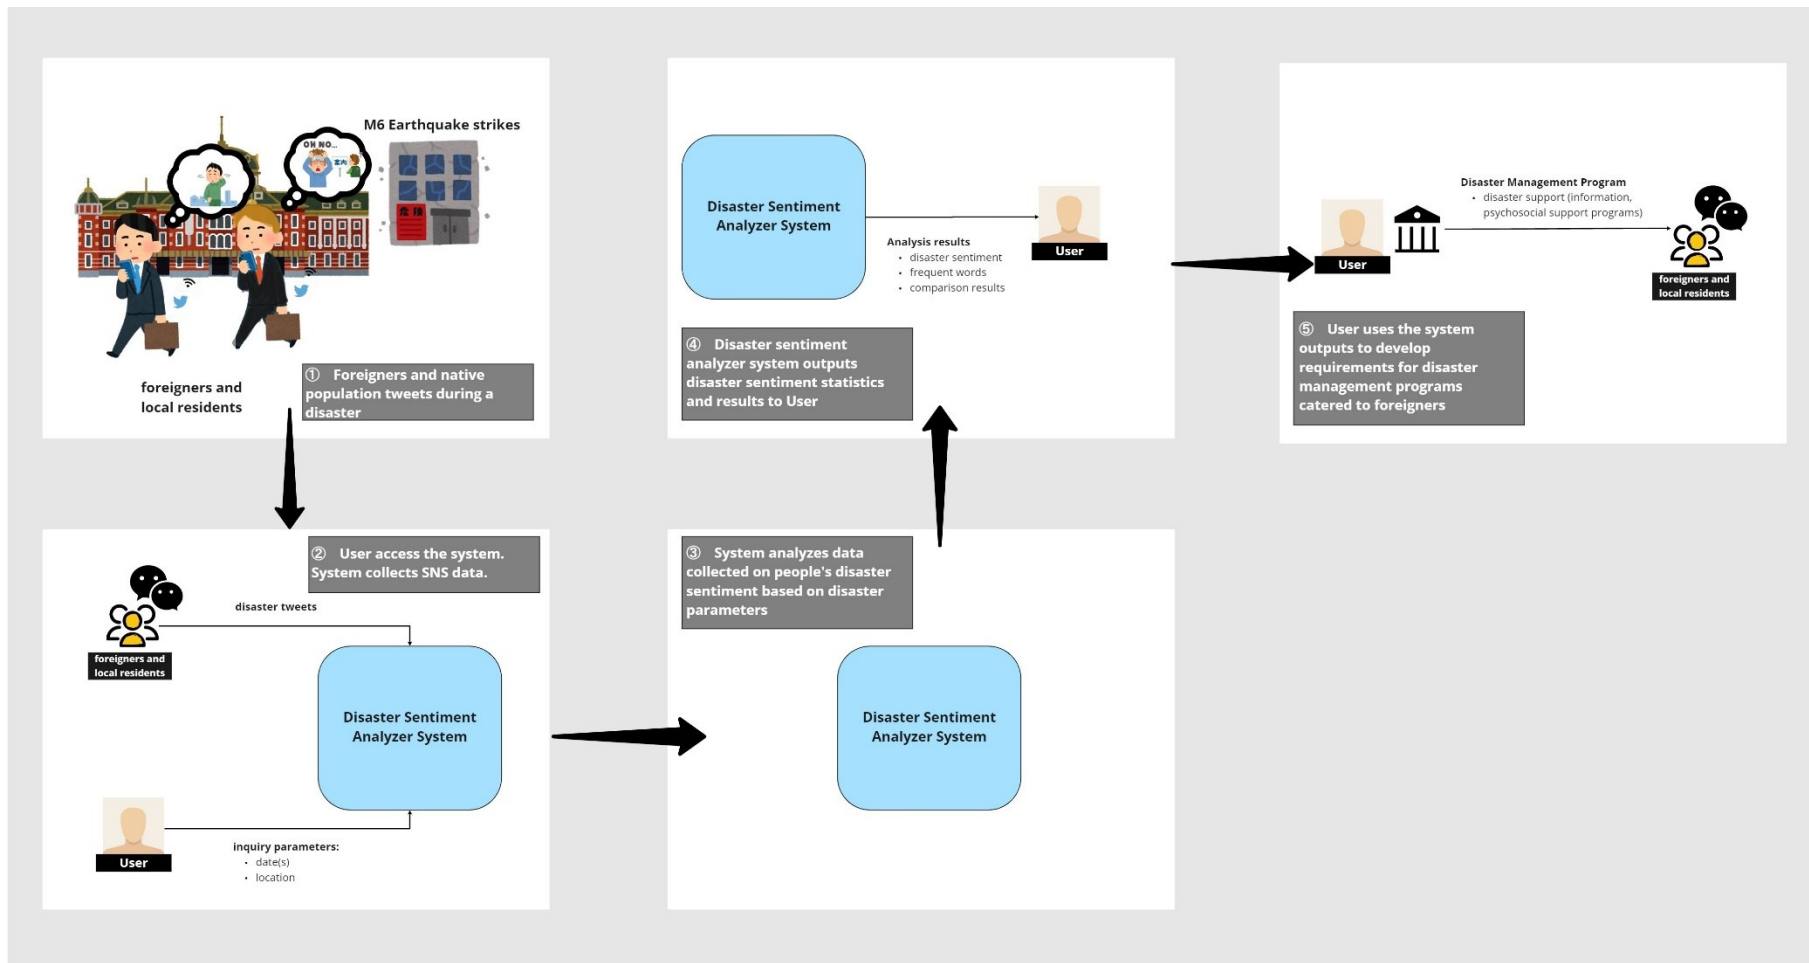 M6 Earthquake strikes
OH NO...
危険
foreigners and
local residents
① Foreigners and native
population tweets during a
disaster
② User access the system.
System collects SNS data.
disaster tweets
foreigners and
local residents
Disaster Sentiment
Analyzer System
User
inquiry parameters:
• date(s)
• location
③ System analyzes data
collected on people's disaster
sentiment based on disaster
parameters
Disaster Sentiment
Analyzer System
Disaster Sentiment
Analyzer System
Analysis results
• disaster sentiment
• frequent words
• comparison results
User
④ Disaster sentiment
analyzer system outputs
disaster sentiment statistics
and results to User
Disaster Management Program
• disaster support (information,
psychosocial support programs)
User
foreigners and
local residents
⑤ User uses the system
outputs to develop
requirements for disaster
management programs
catered to foreigners